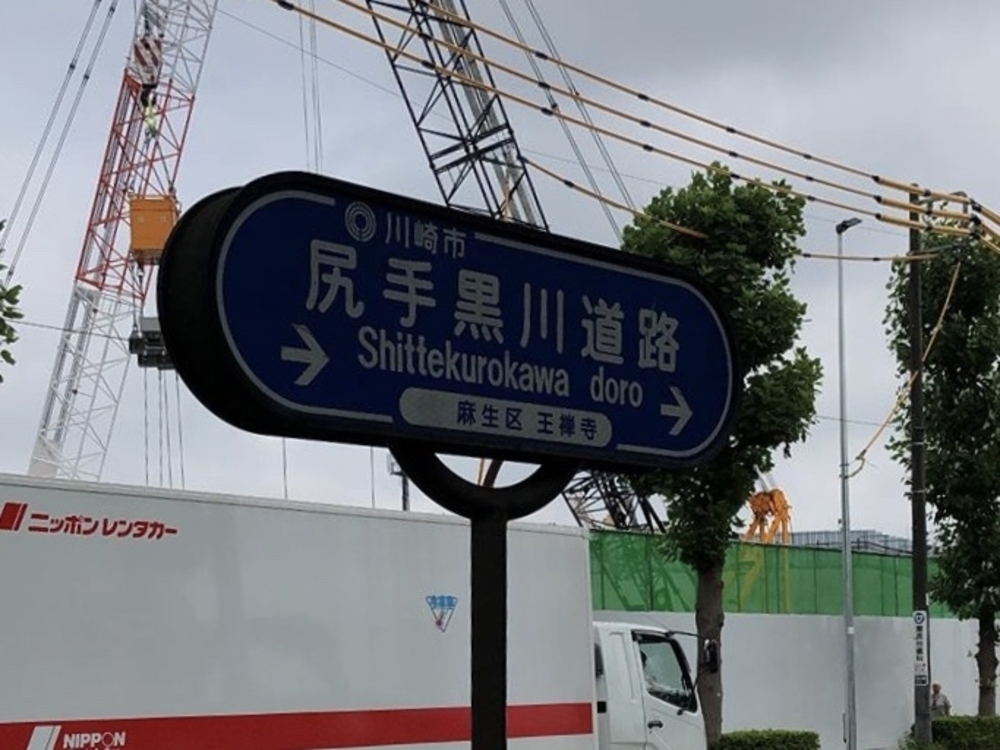 川崎市
尻手黒川道路
Shittekurokawa doro
麻生区 王禅寺
ニッポンレンタカー
NIPPON